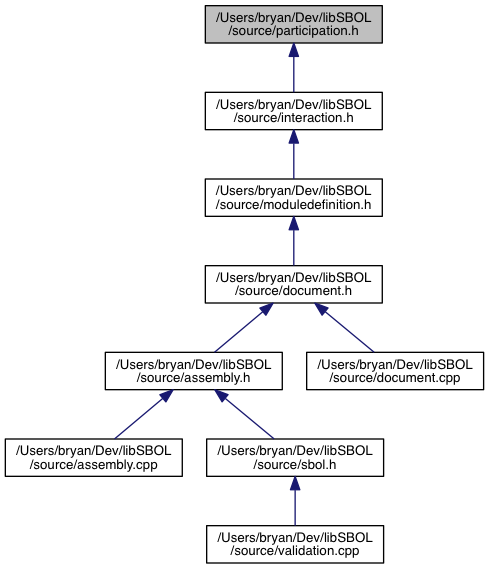 /Users/bryan/Dev/libSBOL
/source/participation.h
/Users/bryan/Dev/libSBOL
/source/interaction.h
/Users/bryan/Dev/libSBOL
/source/moduledefinition.h
/Users/bryan/Dev/libSBOL
/source/document.h
/Users/bryan/Dev/libSBOL
/source/assembly.h
/Users/bryan/Dev/libSBOL
/source/document.cpp
/Users/bryan/Dev/libSBOL
/source/assembly.cpp
/Users/bryan/Dev/libSBOL
/source/sbol.h
/Users/bryan/Dev/libSBOL
/source/validation.cpp